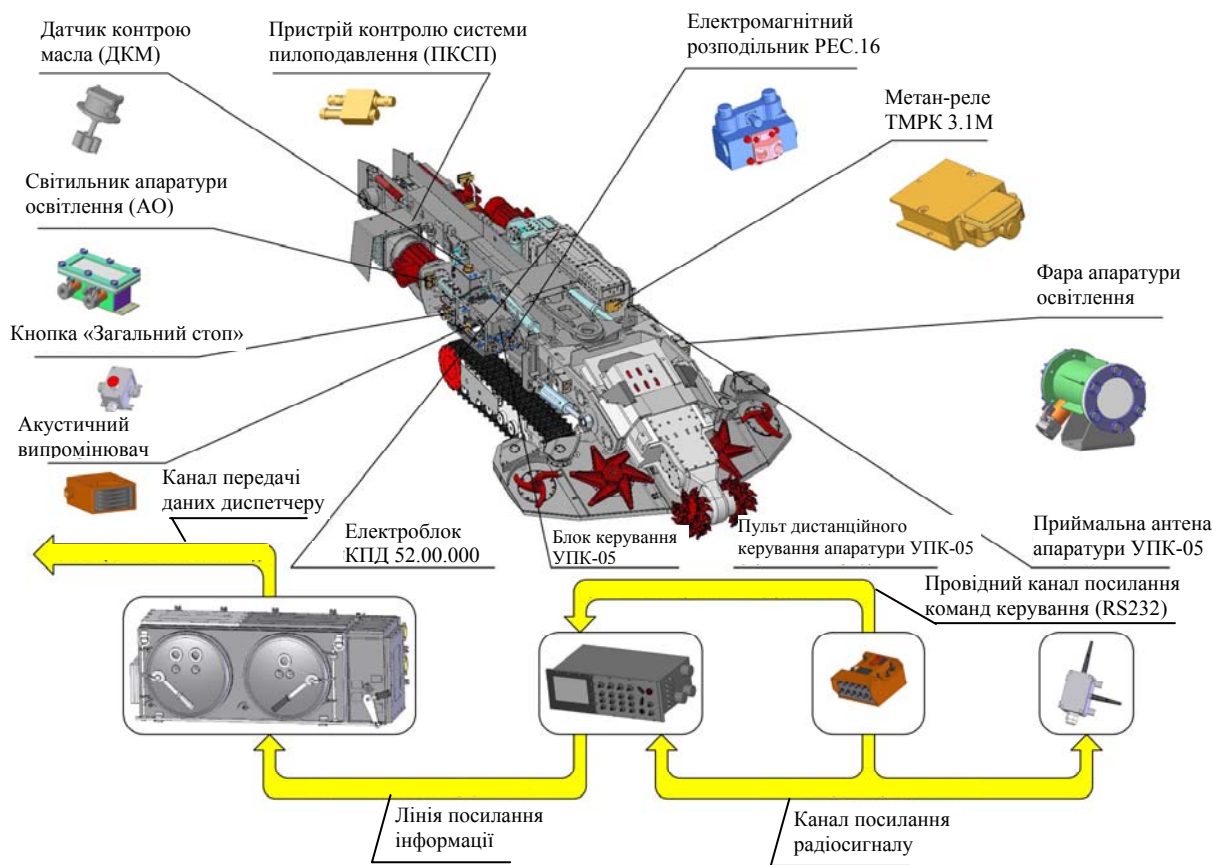 Датчик контрою
масла (ДКМ)
Пристрій контролю системи
пилоподавлення (ПКСП)
Електромагнітний
розподільник РЕС.16
Метан-реле
ТМРК 3.1М
Світильник апаратури
освітлення (АО)
Фара апаратури
освітлення
Кнопка «Загальний стоп»
Акустичний
випромінювач
Канал передачі
даних диспетчеру
Електроблок
КПД 52.00.000
Блок керування
УПК-05
Пульт дистанційного
керування апаратури УПК-05
Приймальна антена
апаратури УПК-05
Провідний канал посилання
команд керування (RS232)
Лінія посилання
інформації
Канал посилання
радіосигналу